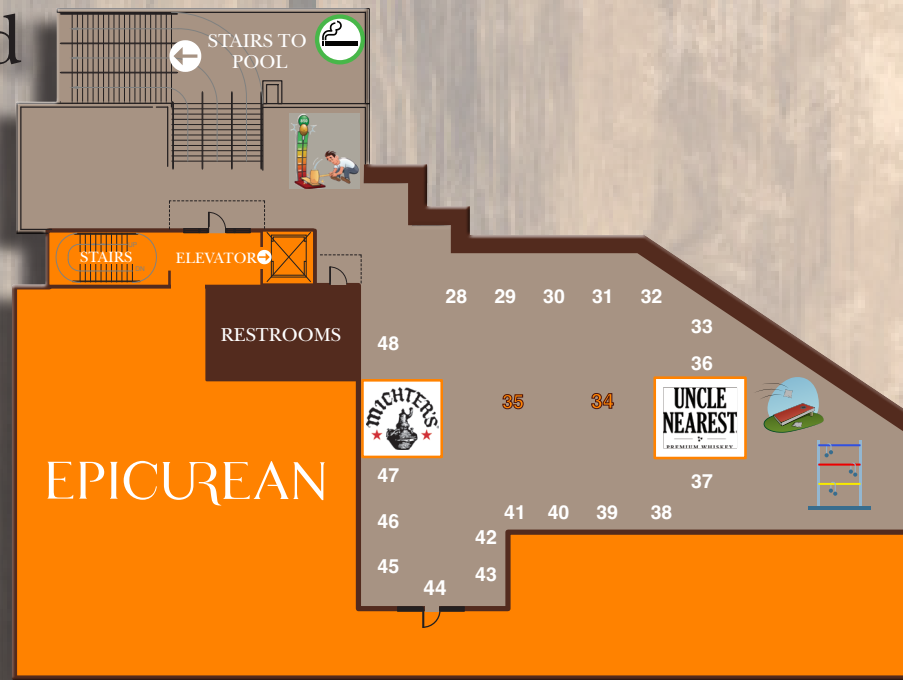 d
STAIRS TO
POOL
STAIRS
ELEVATOR
RESTROOMS
28 29 30 31 32
33
48
36
MICHTER'S
35
34
UNCLE
NEAREST
PREMIUM WHISKEY
EPICUREAN
47
37
46
41 40 39 38
42
45
43
44